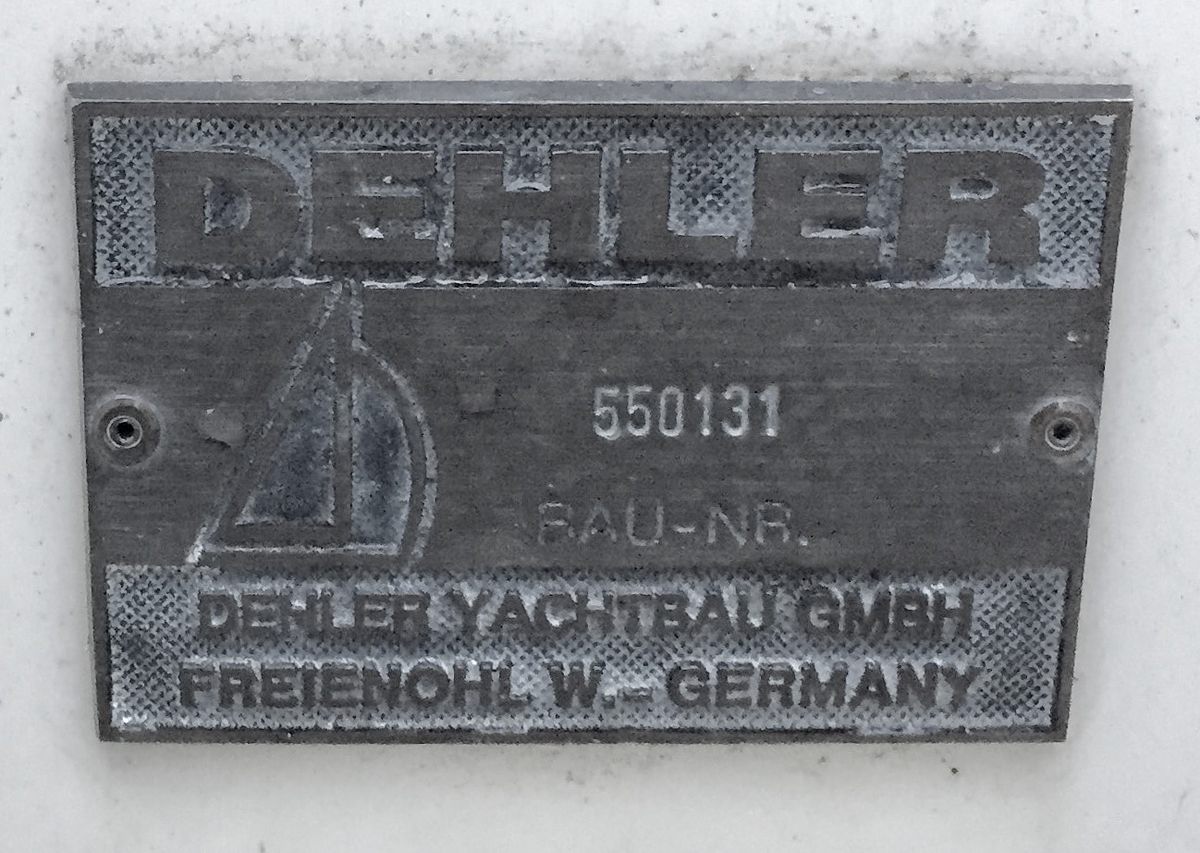 DEHLER
550131
BAU-NR.
DEHLER YACHTBAU GMBH
FREIENOHL W.-GERMANY